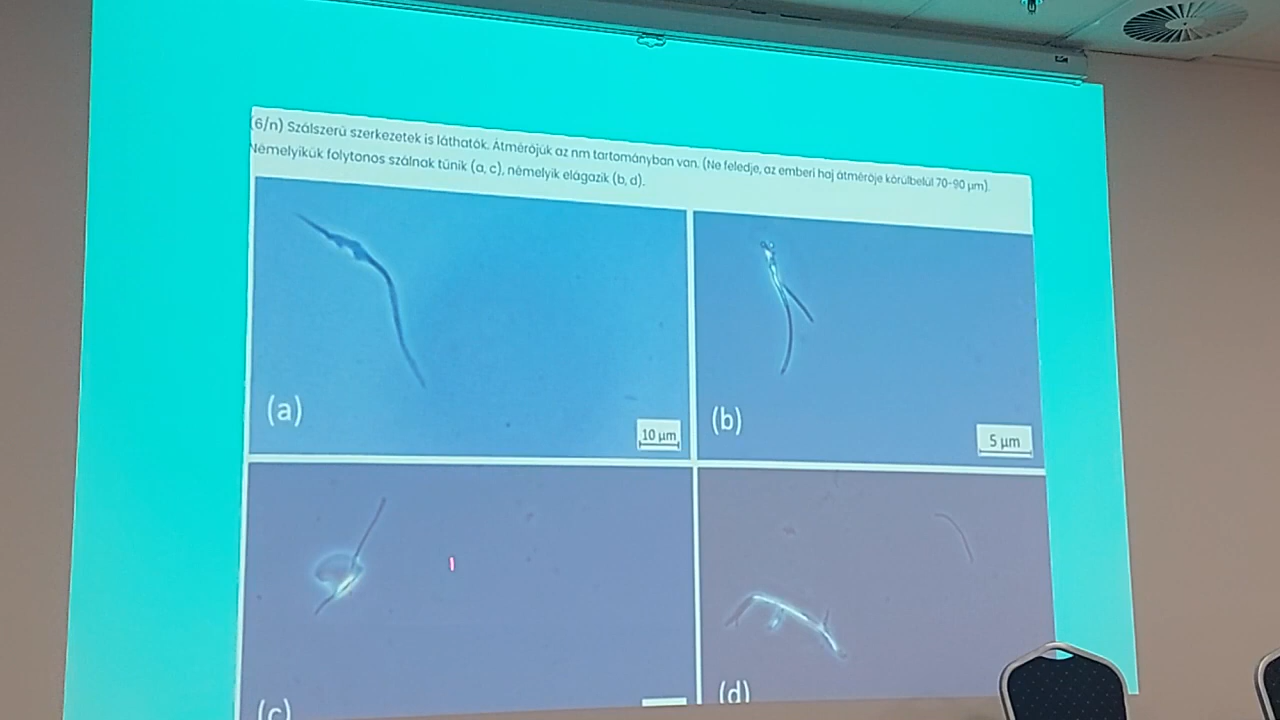 (6/n) Szálszerű szerkezetek is láthatók. Átmérőjük az nm tartományban van. (Ne feledje, az emberi haj átmérője körülbelül 70-90 µm).
Némelyikük folytonos szálnak tűnik (a, c), némelyik elágazik (b, d).
(a)
10 µm
(b)
5 µm
(c)
(d)